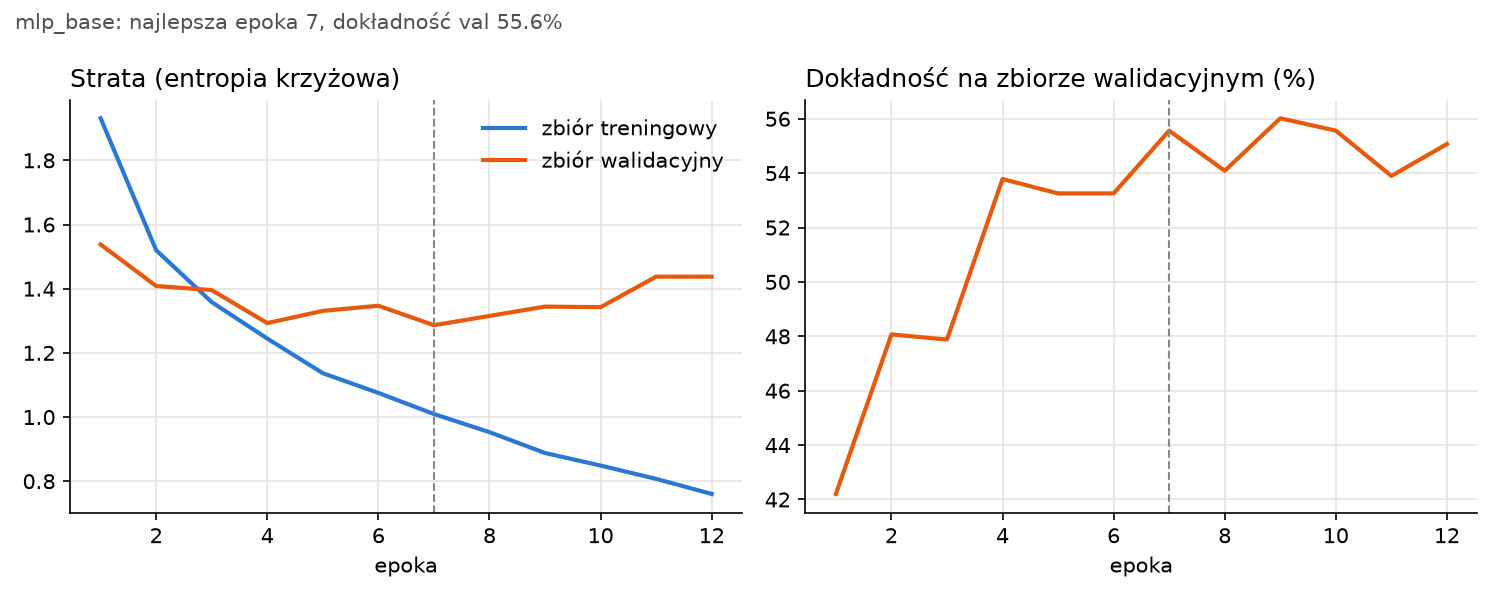 mlp_base: najlepsza epoka 7, dokładność val 55.6%
Strata (entropia krzyżowa)
zbiór treningowy
zbiór walidacyjny
1.8
1.6
1.4
1.2
1.0
0.8
2 4 6 8 10 12
epoka
Dokładność na zbiorze walidacyjnym (%)
56
54
52
50
48
46
44
42
2 4 6 8 10 12
epoka